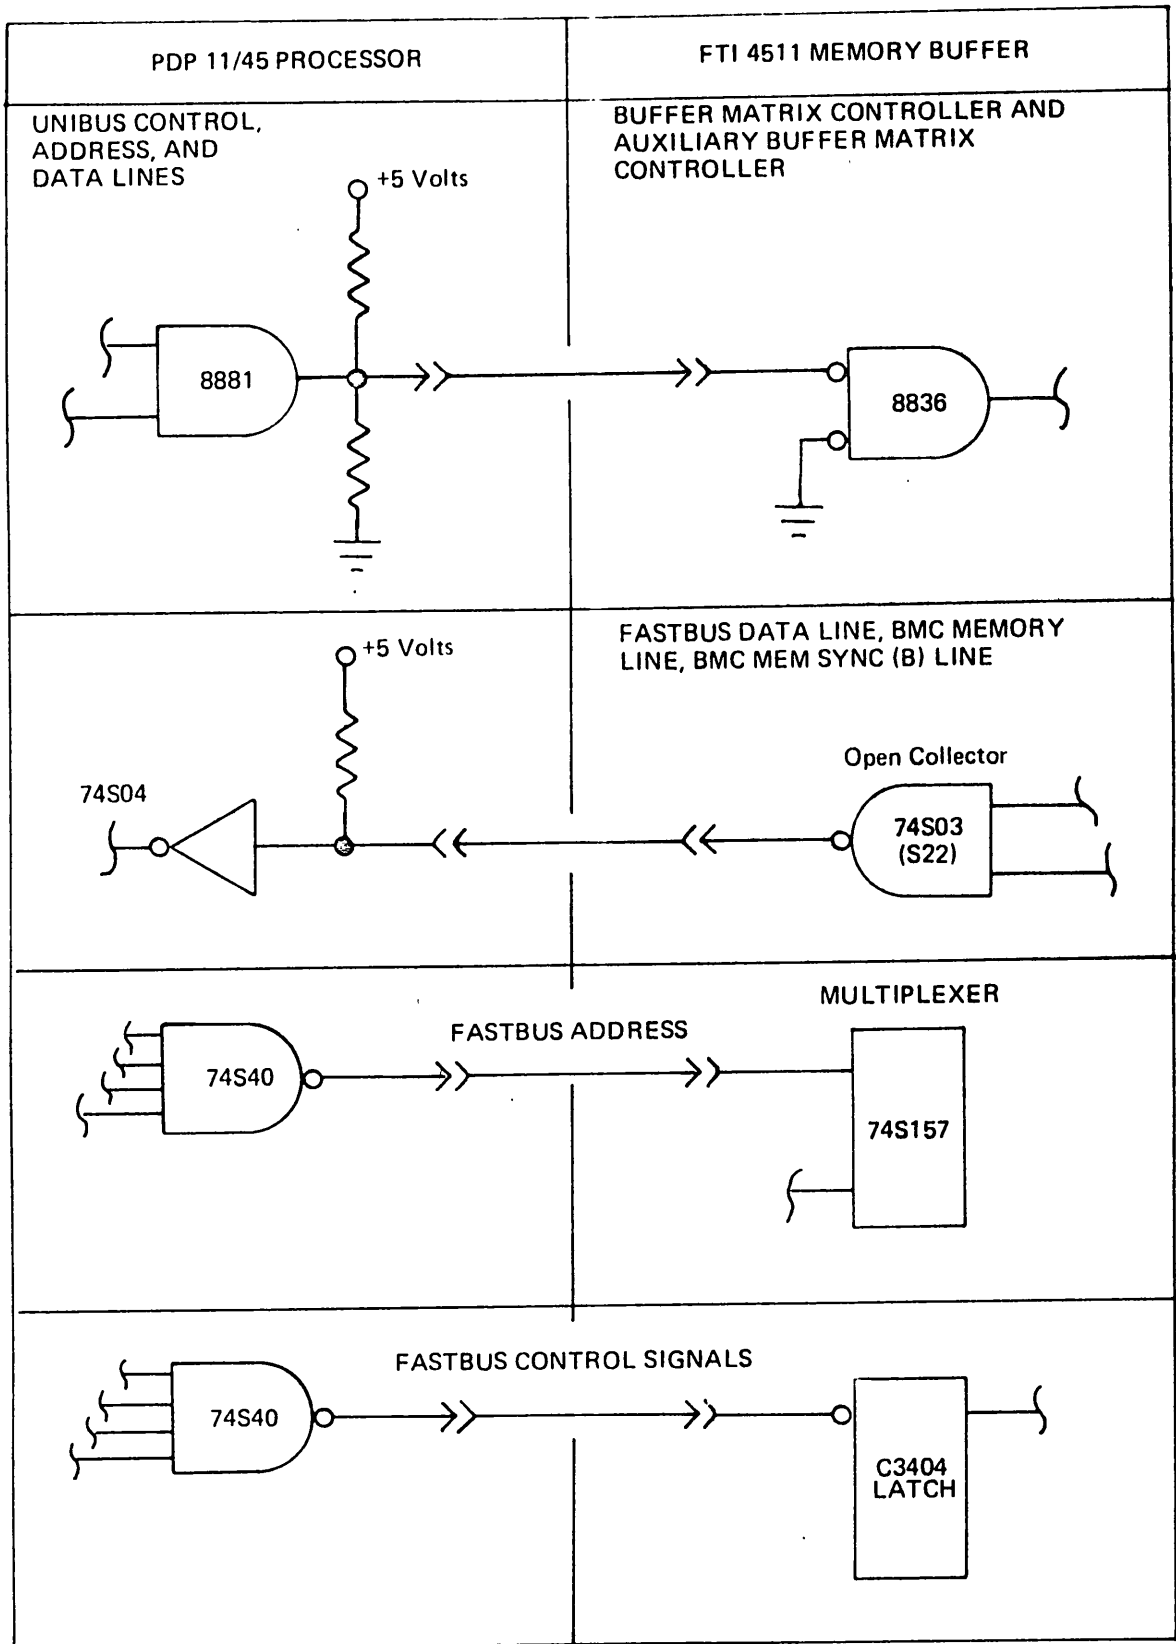 PDP 11/45 PROCESSOR
FTI 4511 MEMORY BUFFER
UNIBUS CONTROL,
ADDRESS, AND
DATA LINES
BUFFER MATRIX CONTROLLER AND
AUXILIARY BUFFER MATRIX
CONTROLLER
+5 Volts
8881
8836
+5 Volts
FASTBUS DATA LINE, BMC MEMORY
LINE, BMC MEM SYNC (B) LINE
Open Collector
74S04
74S03
(S22)
MULTIPLEXER
FASTBUS ADDRESS
74S40
74S157
FASTBUS CONTROL SIGNALS
74S40
C3404
LATCH